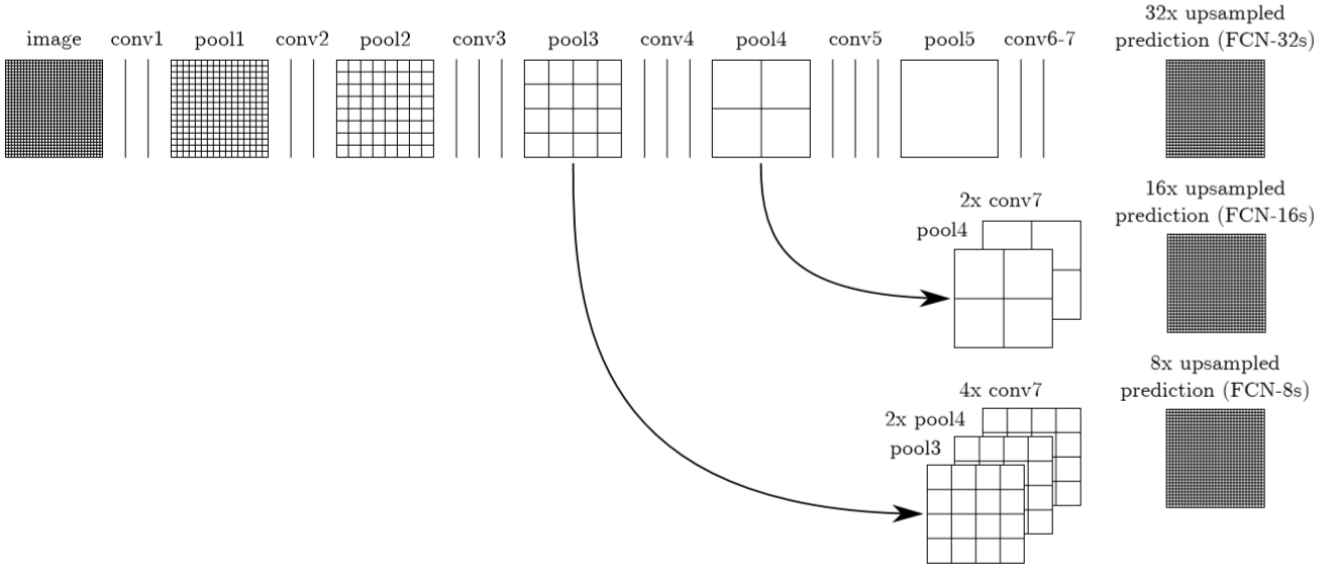 image conv1 pool1 conv2 pool2 conv3 pool3 conv4 pool4 conv5 pool5 conv6-7
32x upsampled
prediction (FCN-32s)
2x conv7
pool4
16x upsampled
prediction (FCN-16s)
4x conv7
2x pool4
pool3
8x upsampled
prediction (FCN-8s)